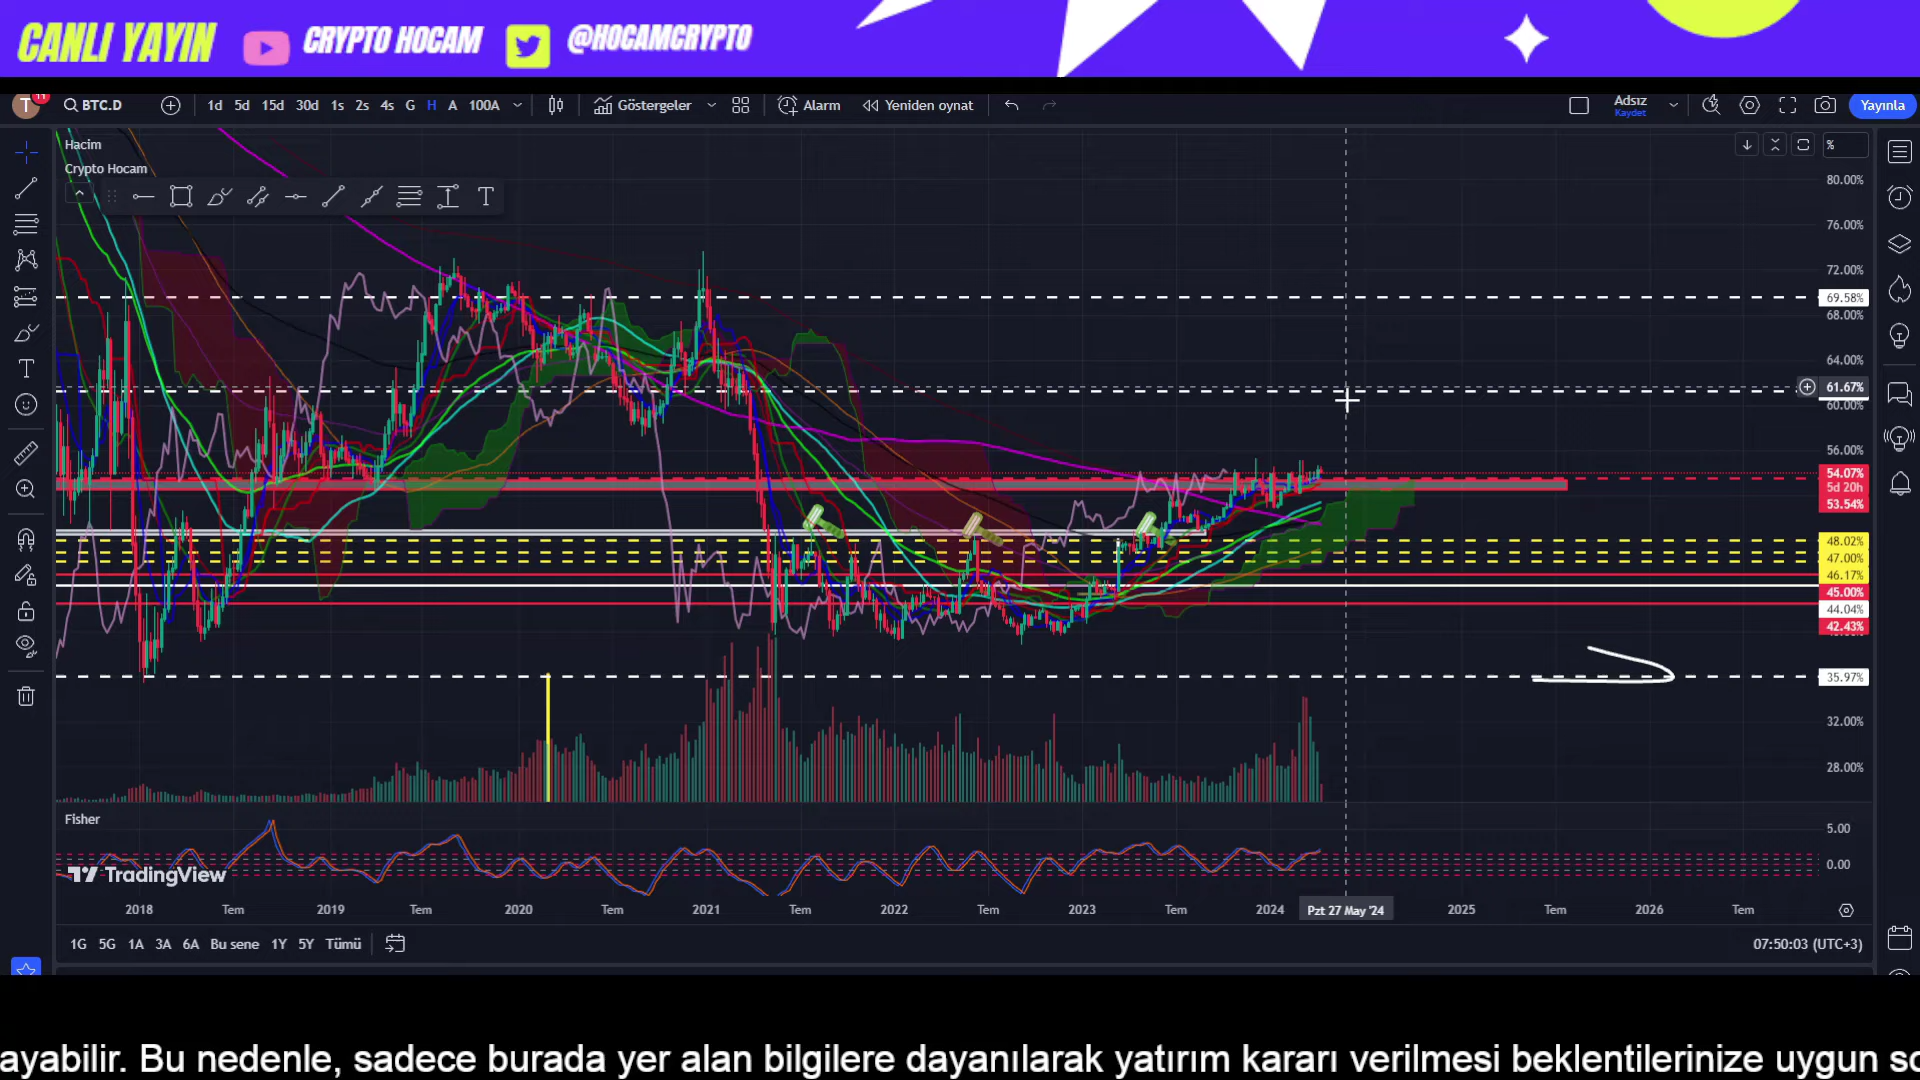 CANLI YAYIN CRYPTO HOCAM @HOCAMCRYPTO
T 11 BTC.D 1d 5d 15d 30d 1s 2s 4s G H A 100A Göstergeler Alarm Yeniden oynat Adsız Kaydet Yayınla
Hacim
Crypto Hocam
%
80.00%
76.00%
72.00%
69.58%
68.00%
64.00%
61.67%
60.00%
56.00%
54.07%
5d 20h
53.54%
48.02%
47.00%
46.17%
45.00%
44.04%
42.43%
35.97%
32.00%
28.00%
Fisher
5.00
0.00
TradingView
2018 Tem 2019 Tem 2020 Tem 2021 Tem 2022 Tem 2023 Tem 2024 Pzt 27 May '24 2025 Tem 2026 Tem
1G 5G 1A 3A 6A Bu sene 1Y 5Y Tümü 07:50:03 (UTC+3)
ayabilir. Bu nedenle, sadece burada yer alan bilgilere dayanılarak yatırım kararı verilmesi beklentilerinize uygun so